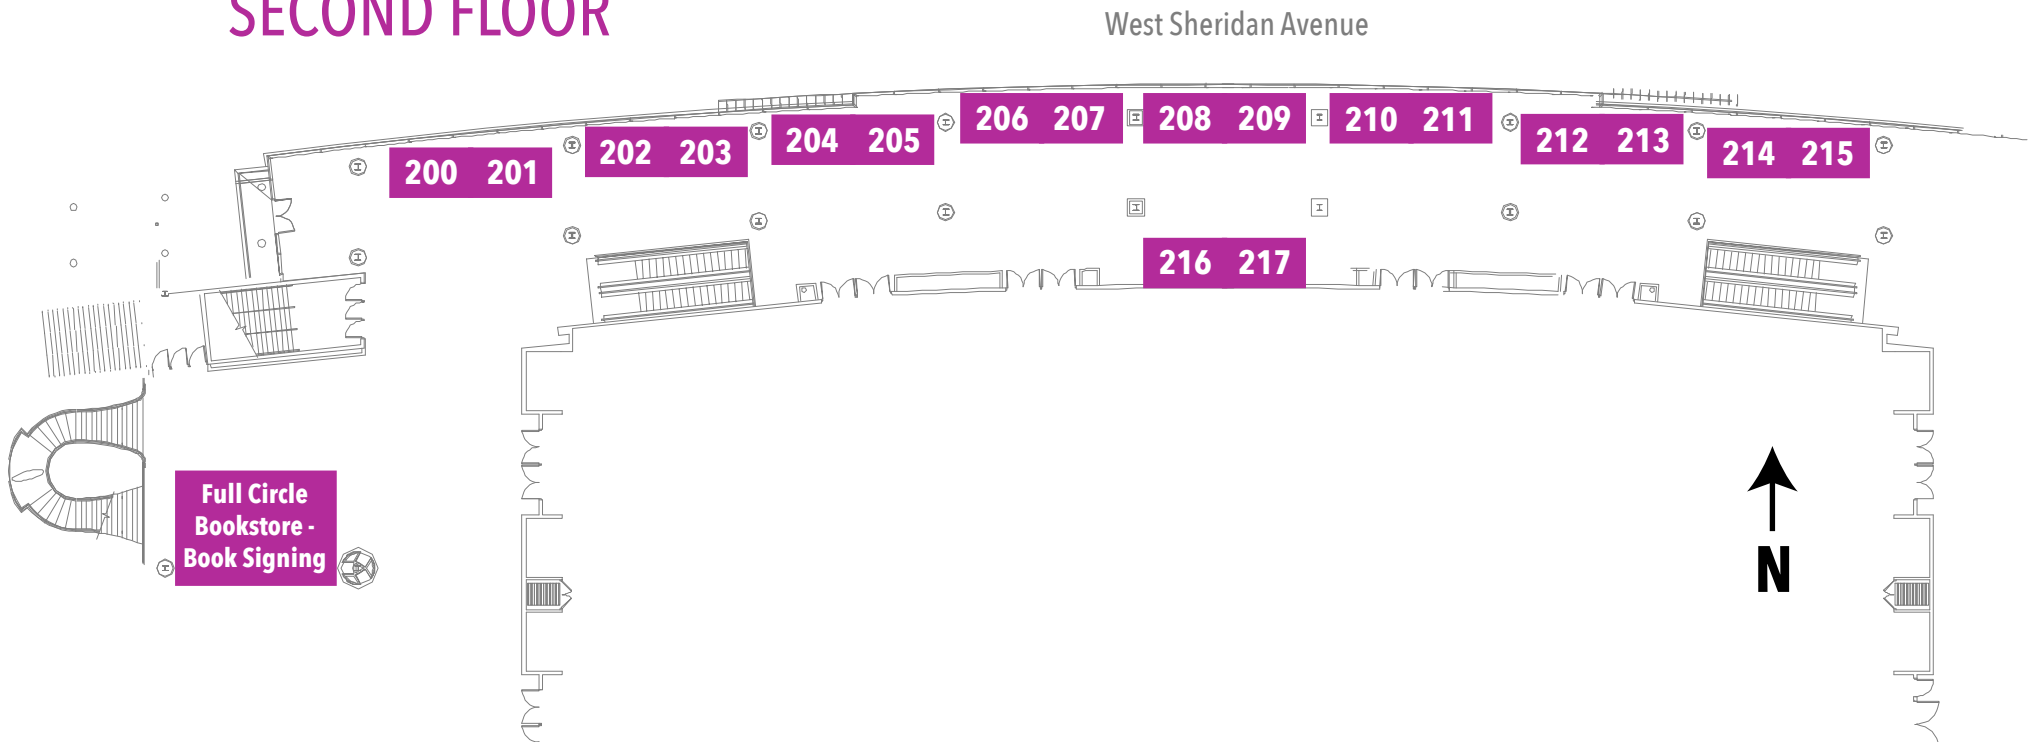 SECOND FLOOR
West Sheridan Avenue
200 201
202 203
204 205
206 207
208 209
210 211
212 213
214 215
216 217
Full Circle
Bookstore -
Book Signing
N